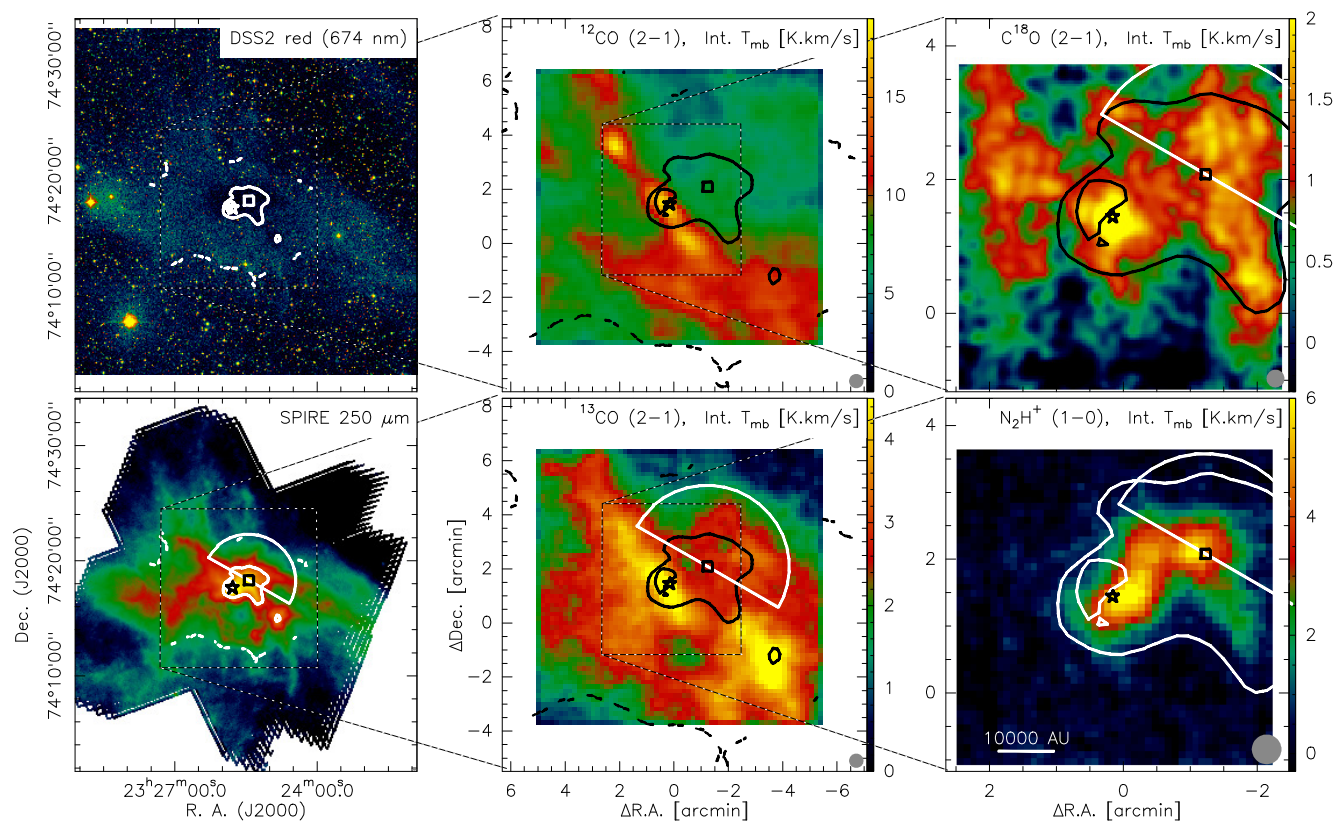 DSS2 red (674 nm)
74°30'00"
74°20'00"
74°10'00"
¹²CO (2−1), Int. Tmb [K.km/s]
8
6
4
2
0
−2
−4
15
10
5
0
C¹⁸O (2−1), Int. Tmb [K.km/s]
4
2
0
2
1.5
1
0.5
0
SPIRE 250 μm
74°30'00"
74°20'00"
74°10'00"
Dec. (J2000)
23ʰ27ᵐ00ˢ.0
24ᵐ00ˢ.0
R. A. (J2000)
¹³CO (2−1), Int. Tmb [K.km/s]
8
6
4
2
0
−2
−4
ΔDec. [arcmin]
6 4 2 0 −2 −4 −6
ΔR.A. [arcmin]
4
3
2
1
0
N₂H⁺ (1−0), Int. Tmb [K.km/s]
4
2
0
10000 AU
2 0 −2
ΔR.A. [arcmin]
6
4
2
0